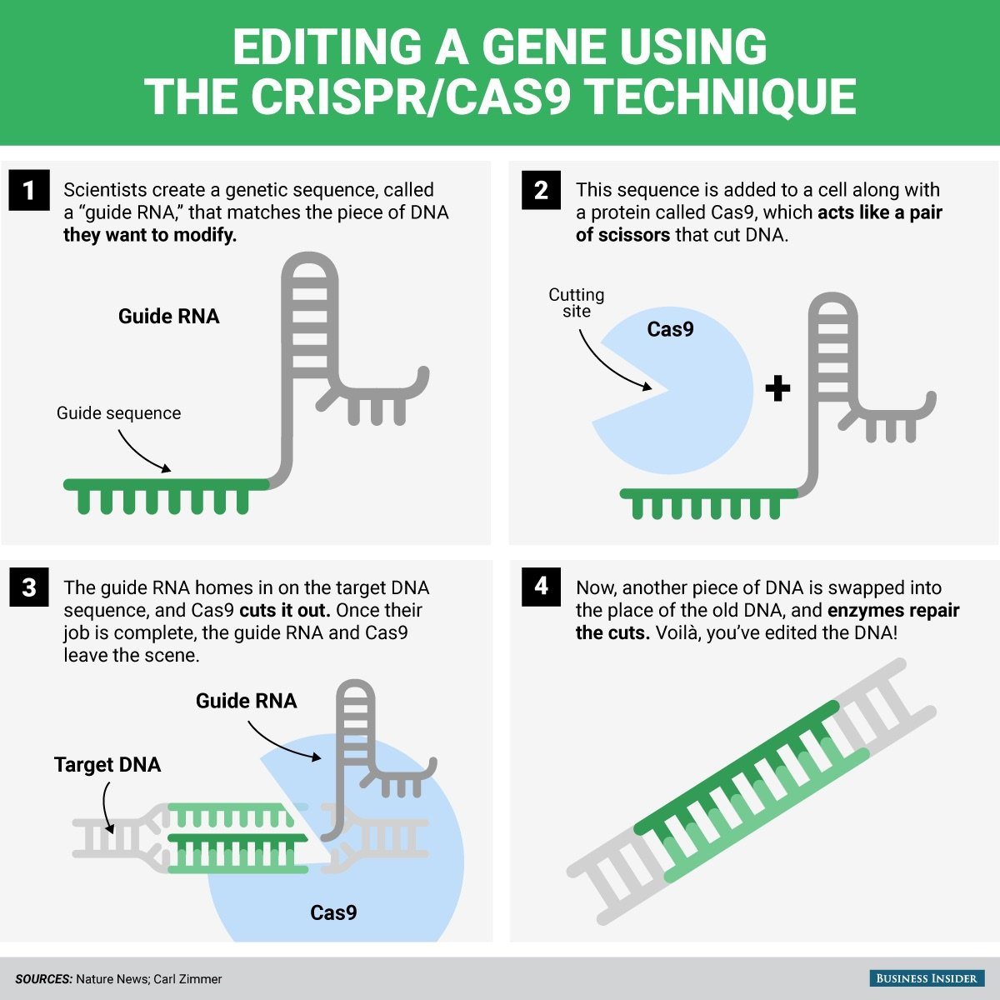 EDITING A GENE USING
THE CRISPR/CAS9 TECHNIQUE
1
Scientists create a genetic sequence, called
a “guide RNA,” that matches the piece of DNA
they want to modify.
Guide RNA
Guide sequence
2
This sequence is added to a cell along with
a protein called Cas9, which acts like a pair
of scissors that cut DNA.
Cutting
site
Cas9
+
3
The guide RNA homes in on the target DNA
sequence, and Cas9 cuts it out. Once their
job is complete, the guide RNA and Cas9
leave the scene.
Guide RNA
Target DNA
Cas9
4
Now, another piece of DNA is swapped into
the place of the old DNA, and enzymes repair
the cuts. Voilà, you’ve edited the DNA!
SOURCES: Nature News; Carl Zimmer
BUSINESS INSIDER